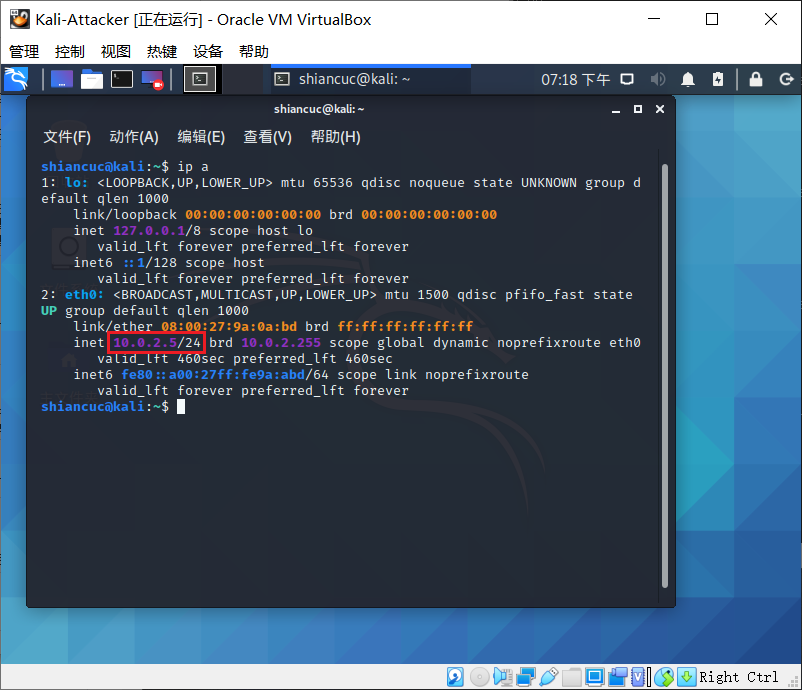 Kali-Attacker [正在运行] - Oracle VM VirtualBox
管理 控制 视图 热键 设备 帮助
shiancuc@kali: ~ 07:18 下午
shiancuc@kali: ~
文件(F) 动作(A) 编辑(E) 查看(V) 帮助(H)
shiancuc@kali:~$ ip a
1: lo: <LOOPBACK,UP,LOWER_UP> mtu 65536 qdisc noqueue state UNKNOWN group d
efault qlen 1000
    link/loopback 00:00:00:00:00:00 brd 00:00:00:00:00:00
    inet 127.0.0.1/8 scope host lo
       valid_lft forever preferred_lft forever
    inet6 ::1/128 scope host
       valid_lft forever preferred_lft forever
2: eth0: <BROADCAST,MULTICAST,UP,LOWER_UP> mtu 1500 qdisc pfifo_fast state
UP group default qlen 1000
    link/ether 08:00:27:9a:0a:bd brd ff:ff:ff:ff:ff:ff
    inet 10.0.2.5/24 brd 10.0.2.255 scope global dynamic noprefixroute eth0
       valid_lft 460sec preferred_lft 460sec
    inet6 fe80::a00:27ff:fe9a:abd/64 scope link noprefixroute
       valid_lft forever preferred_lft forever
shiancuc@kali:~$
Right Ctrl